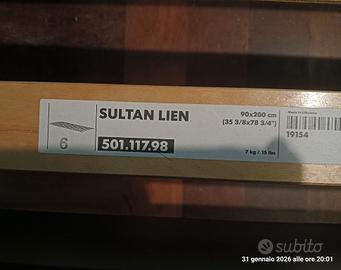 SULTAN LIEN
90x200 cm
(35 3/8x78 3/4")
6
501.117.98
7 kg / 15 lbs
19154
subito
31 gennaio 2026 alle ore 20:01